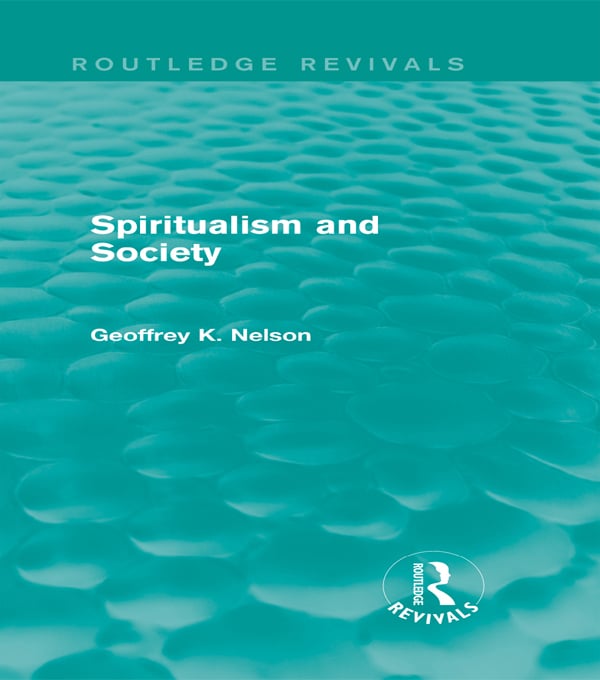 ROUTLEDGE REVIVALS
Spiritualism and
Society
Geoffrey K. Nelson
ROUTLEDGE
REVIVALS